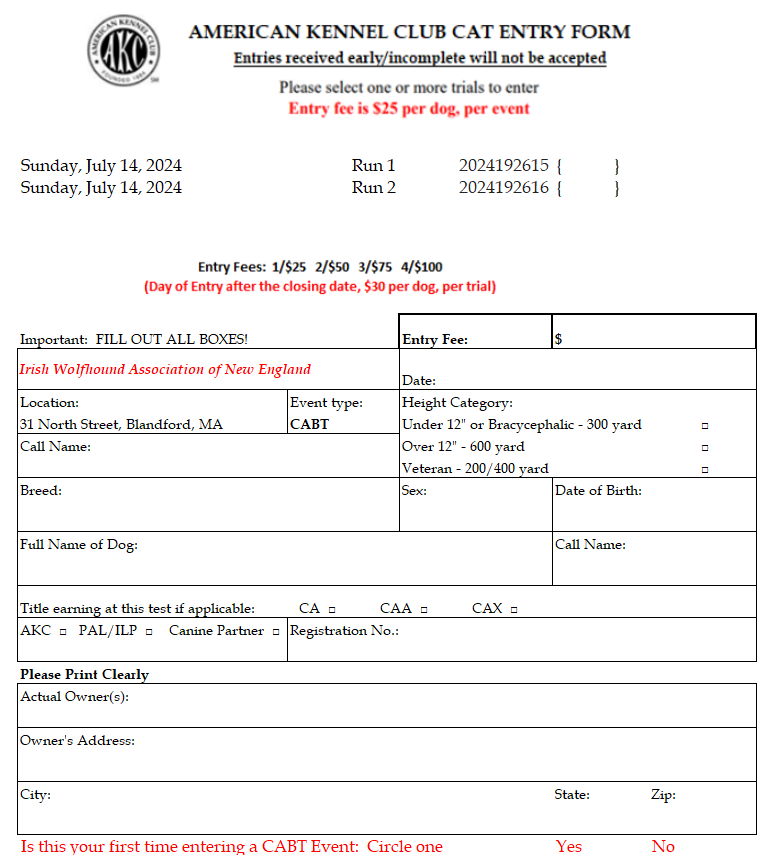 AMERICAN KENNEL CLUB
AKC
FOUNDED 1884
SM
AMERICAN KENNEL CLUB CAT ENTRY FORM
Entries received early/incomplete will not be accepted
Please select one or more trials to enter
Entry fee is $25 per dog, per event
Sunday, July 14, 2024 Run 1 2024192615 { }
Sunday, July 14, 2024 Run 2 2024192616 { }
Entry Fees: 1/$25 2/$50 3/$75 4/$100
(Day of Entry after the closing date, $30 per dog, per trial)
Important: FILL OUT ALL BOXES! Entry Fee: $
Irish Wolfhound Association of New England
Date:
Location: Event type: Height Category:
31 North Street, Blandford, MA CABT Under 12" or Bracycephalic - 300 yard □
Call Name: Over 12" - 600 yard □
Veteran - 200/400 yard □
Breed: Sex: Date of Birth:
Full Name of Dog: Call Name:
Title earning at this test if applicable: CA □ CAA □ CAX □
AKC □ PAL/ILP □ Canine Partner □ Registration No.:
Please Print Clearly
Actual Owner(s):
Owner's Address:
City: State: Zip:
Is this your first time entering a CABT Event: Circle one Yes No